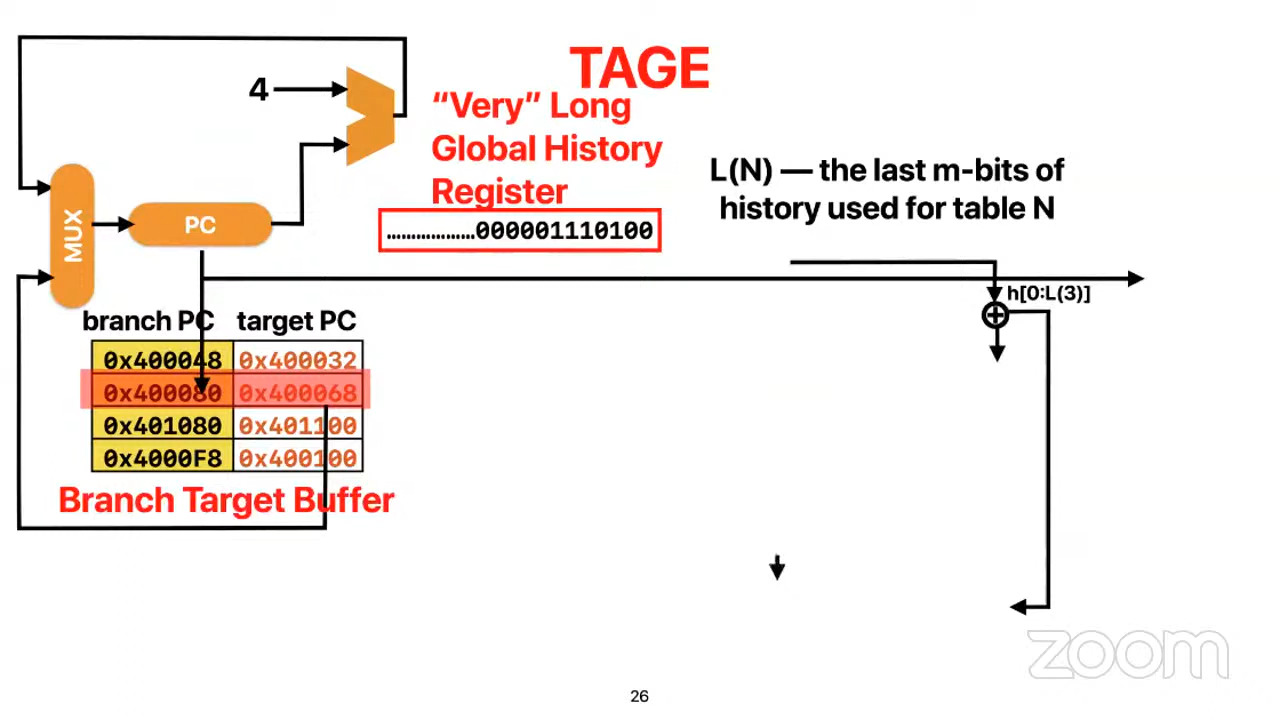 TAGE
4
“Very” Long
Global History
Register
L(N) — the last m-bits of
history used for table N
MUX
PC
………………000001110100
h[0:L(3)]
branch PC target PC
0x400048 0x400032
0x400080 0x400068
0x401080 0x401100
0x4000F8 0x400100
Branch Target Buffer
zoom
26